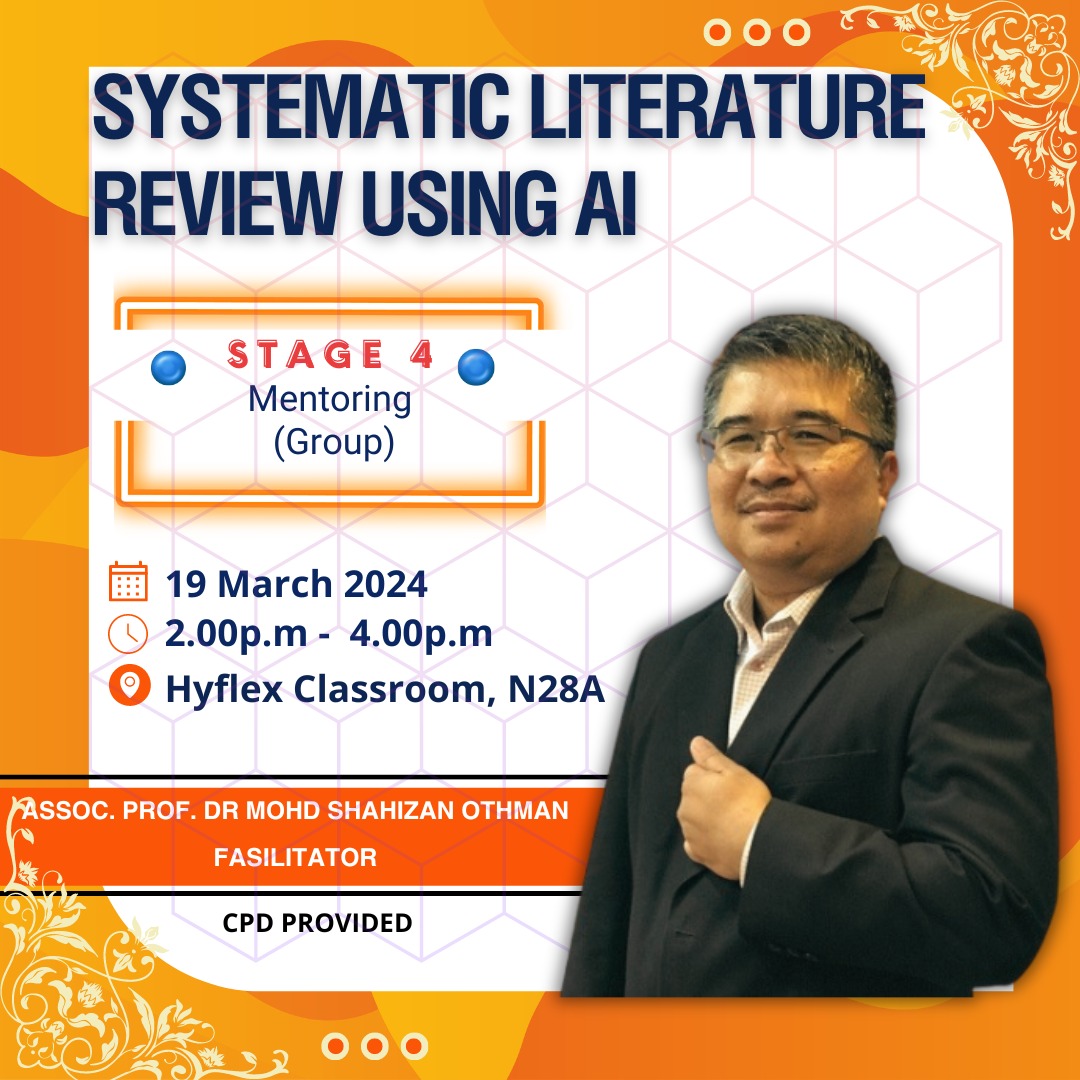 SYSTEMATIC LITERATURE
REVIEW USING AI
STAGE 4
Mentoring
(Group)
19 March 2024
2.00p.m - 4.00p.m
Hyflex Classroom, N28A
ASSOC. PROF. DR MOHD SHAHIZAN OTHMAN
FASILITATOR
CPD PROVIDED